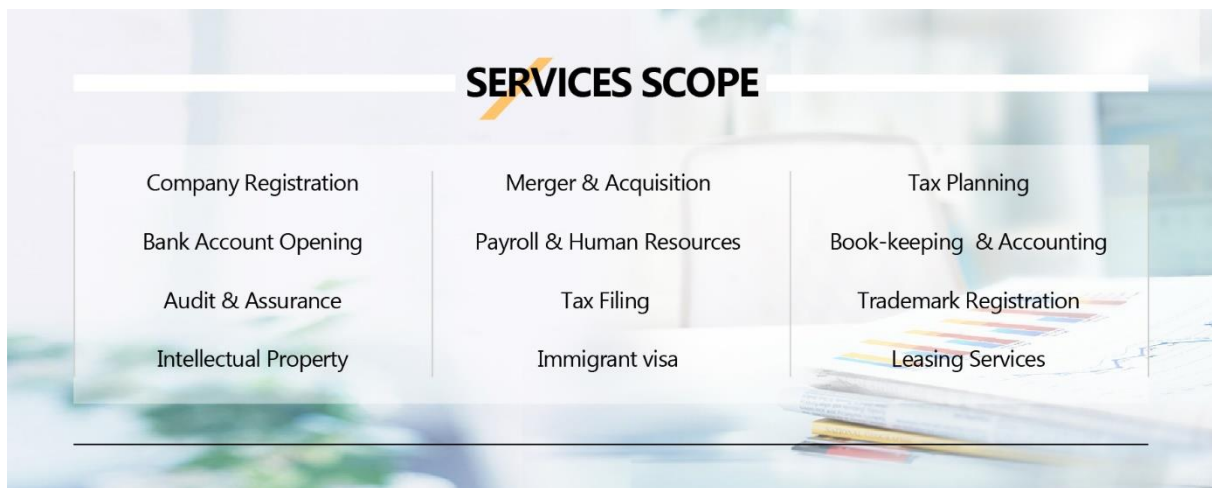 SERVICES SCOPE
Company Registration
Merger & Acquisition
Tax Planning
Bank Account Opening
Payroll & Human Resources
Book-keeping & Accounting
Audit & Assurance
Tax Filing
Trademark Registration
Intellectual Property
Immigrant visa
Leasing Services